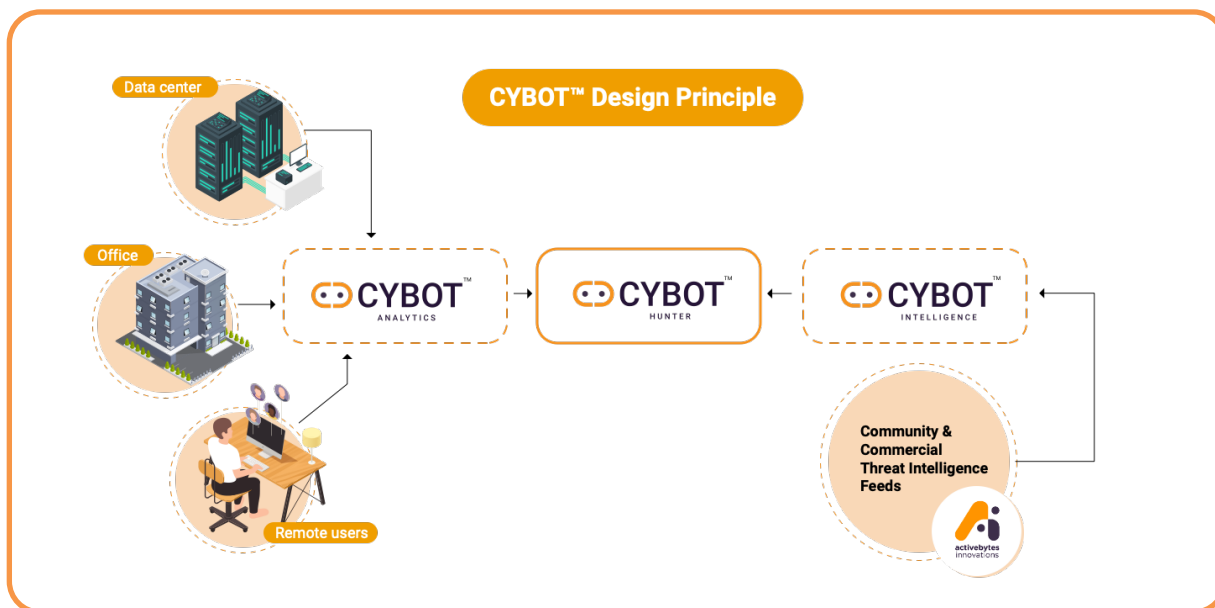 Data center
CYBOT™ Design Principle
Office
CYBOT™
ANALYTICS
CYBOT™
HUNTER
CYBOT™
INTELLIGENCE
Community &
Commercial
Threat Intelligence
Feeds
activebytes
innovations
Remote users